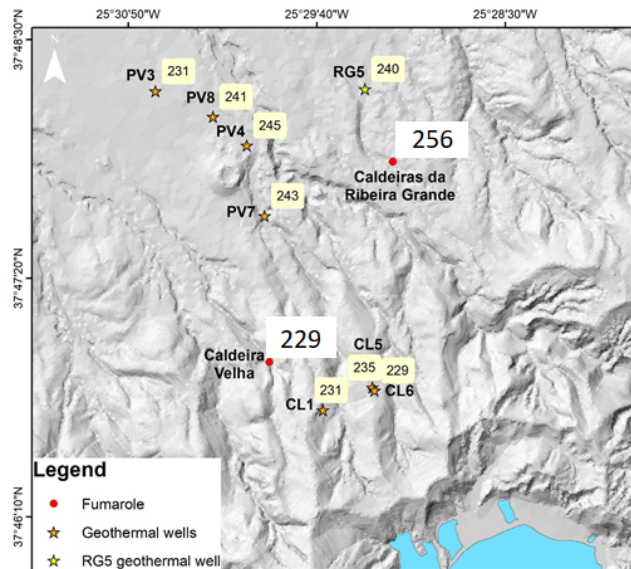 25°30'50"W
25°29'40"W
25°28'30"W
37°48'30"N
N
PV3
231
RG5
240
PV8
241
256
PV4
245
Caldeiras da
Ribeira Grande
243
PV7
37°47'20"N
229
CL5
Caldeira
Velha
235
229
231
CL6
CL1
Legend
Fumarole
37°46'10"N
Geothermal wells
RG5 geothermal well